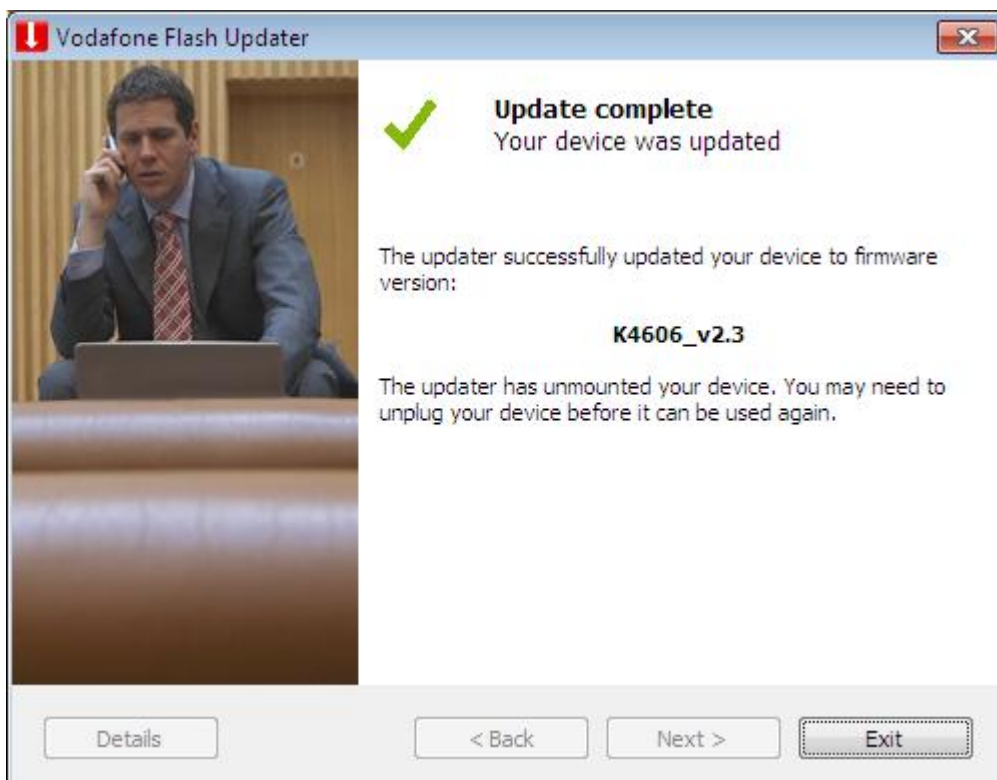 Vodafone Flash Updater
Update complete
Your device was updated
The updater successfully updated your device to firmware
version:
K4606_v2.3
The updater has unmounted your device. You may need to
unplug your device before it can be used again.
Details
< Back
Next >
Exit